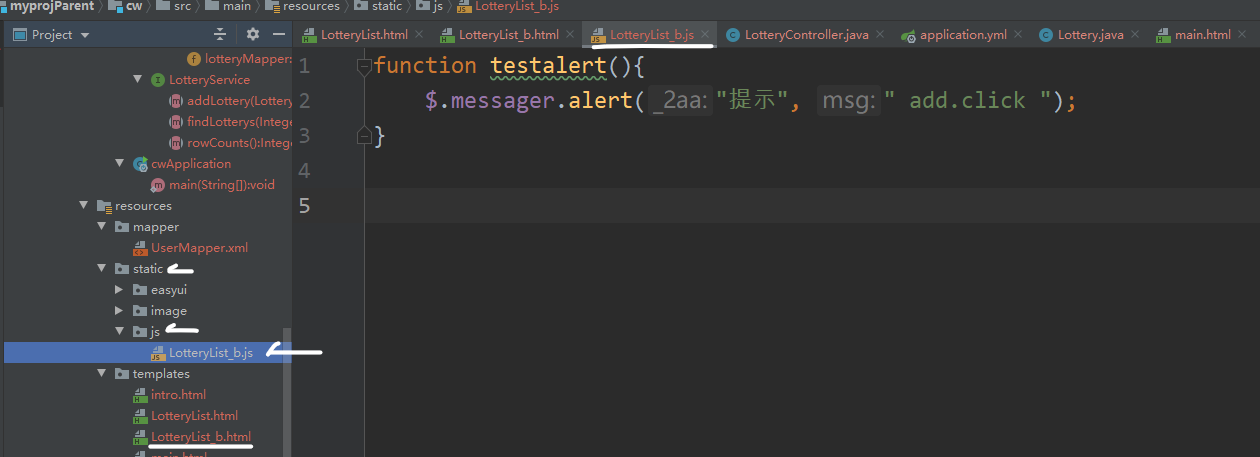 myprojParent cw src main resources static js LotteryList_b.js
Project
LotteryList.html LotteryList_b.html LotteryList_b.js LotteryController.java application.yml Lottery.java main.html
lotteryMapper:
LotteryService
addLottery(Lottery
findLotterys(Intege
rowCounts():Intege
cwApplication
main(String[]):void
resources
mapper
UserMapper.xml
static
easyui
image
js
LotteryList_b.js
templates
intro.html
LotteryList.html
LotteryList_b.html
main.html
1 function testalert(){
2 $.messager.alert( _2aa: "提示", msg: " add.click ");
3 }
4
5